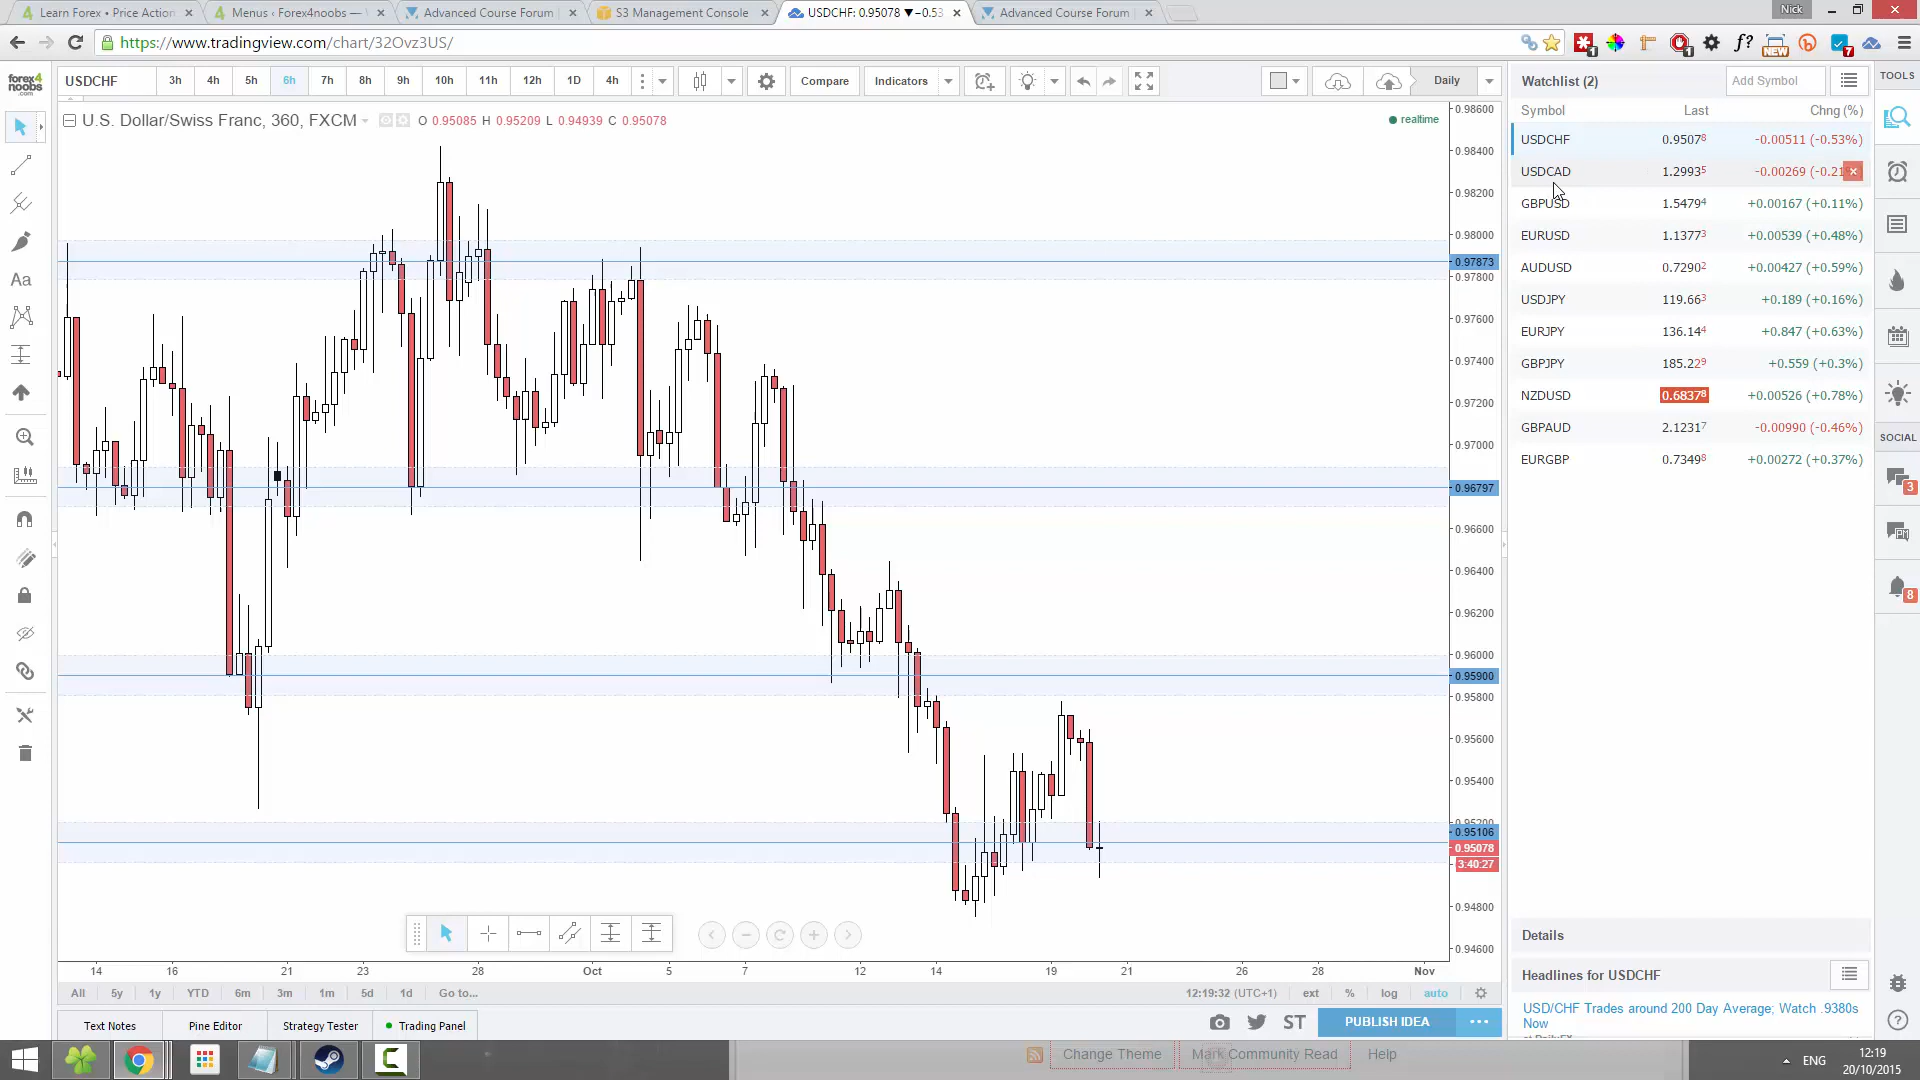 Learn Forex • Price Action
Menus ‹ Forex4noobs —
Advanced Course Forum
S3 Management Console
USDCHF: 0.95078 ▼−0.53
Advanced Course Forum
Nick
https://www.tradingview.com/chart/32Ovz3US/
forex4noobs.com
USDCHF 3h 4h 5h 6h 7h 8h 9h 10h 11h 12h 1D 4h Compare Indicators Daily
Watchlist (2) Add Symbol TOOLS
Symbol Last Chng (%)
U.S. Dollar/Swiss Franc, 360, FXCM O 0.95085 H 0.95209 L 0.94939 C 0.95078 realtime
USDCHF 0.95078 -0.00511 (-0.53%)
USDCAD 1.29935 -0.00269 (-0.21
GBPUSD 1.54794 +0.00167 (+0.11%)
EURUSD 1.13773 +0.00539 (+0.48%)
AUDUSD 0.72902 +0.00427 (+0.59%)
USDJPY 119.663 +0.189 (+0.16%)
EURJPY 136.144 +0.847 (+0.63%)
GBPJPY 185.229 +0.559 (+0.3%)
NZDUSD 0.68378 +0.00526 (+0.78%)
GBPAUD 2.12317 -0.00990 (-0.46%)
EURGBP 0.73498 +0.00272 (+0.37%)
SOCIAL
3
8
0.98600
0.98400
0.98200
0.98000
0.97873
0.97800
0.97600
0.97400
0.97200
0.97000
0.96797
0.96600
0.96400
0.96200
0.96000
0.95900
0.95800
0.95600
0.95400
0.95200
0.95106
0.95078
3:40:27
0.94800
0.94600
14 16 21 23 28 Oct 5 7 12 14 19 21 26 28 Nov
All 5y 1y YTD 6m 3m 1m 5d 1d Go to... 12:19:32 (UTC+1) ext % log auto
Text Notes Pine Editor Strategy Tester Trading Panel ST PUBLISH IDEA
Details
Headlines for USDCHF
USD/CHF Trades around 200 Day Average; Watch .9380s
Now
Change Theme Mark Community Read Help
ENG
12:19
20/10/2015